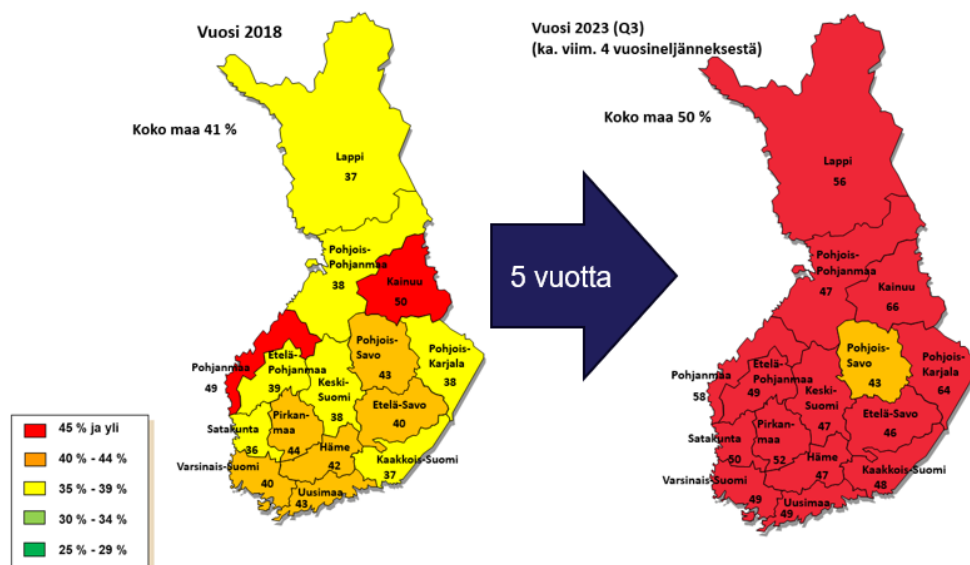 Vuosi 2018
Koko maa 41 %
Lappi
37
Pohjois-
Pohjanmaa
38
Kainuu
50
Pohjanmaa
49
Etelä-
Pohjanmaa
39
Keski-
Suomi
38
Pohjois-
Savo
43
Pohjois-
Karjala
38
Etelä-Savo
40
Satakunta
36
Pirkan-
maa
44
Häme
42
Kaakkois-Suomi
37
Varsinais-Suomi
40
Uusimaa
43
45 % ja yli
40 % - 44 %
35 % - 39 %
30 % - 34 %
25 % - 29 %
5 vuotta
Vuosi 2023 (Q3)
(ka. viim. 4 vuosineljänneksestä)
Koko maa 50 %
Lappi
56
Pohjois-
Pohjanmaa
47
Kainuu
66
Pohjanmaa
58
Etelä-
Pohjanmaa
49
Keski-
Suomi
47
Pohjois-
Savo
43
Pohjois-
Karjala
64
Etelä-Savo
46
Satakunta
50
Pirkan-
maa
52
Häme
47
Kaakkois-Suomi
48
Varsinais-Suomi
49
Uusimaa
49